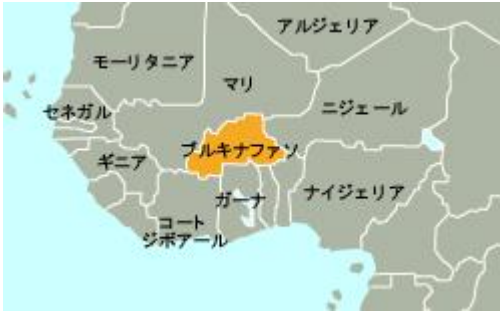 アルジェリア
モーリタニア
マリ
ニジェール
セネガル
ブルキナファソ
ギニア
ガーナ
ナイジェリア
コート
ジボアール